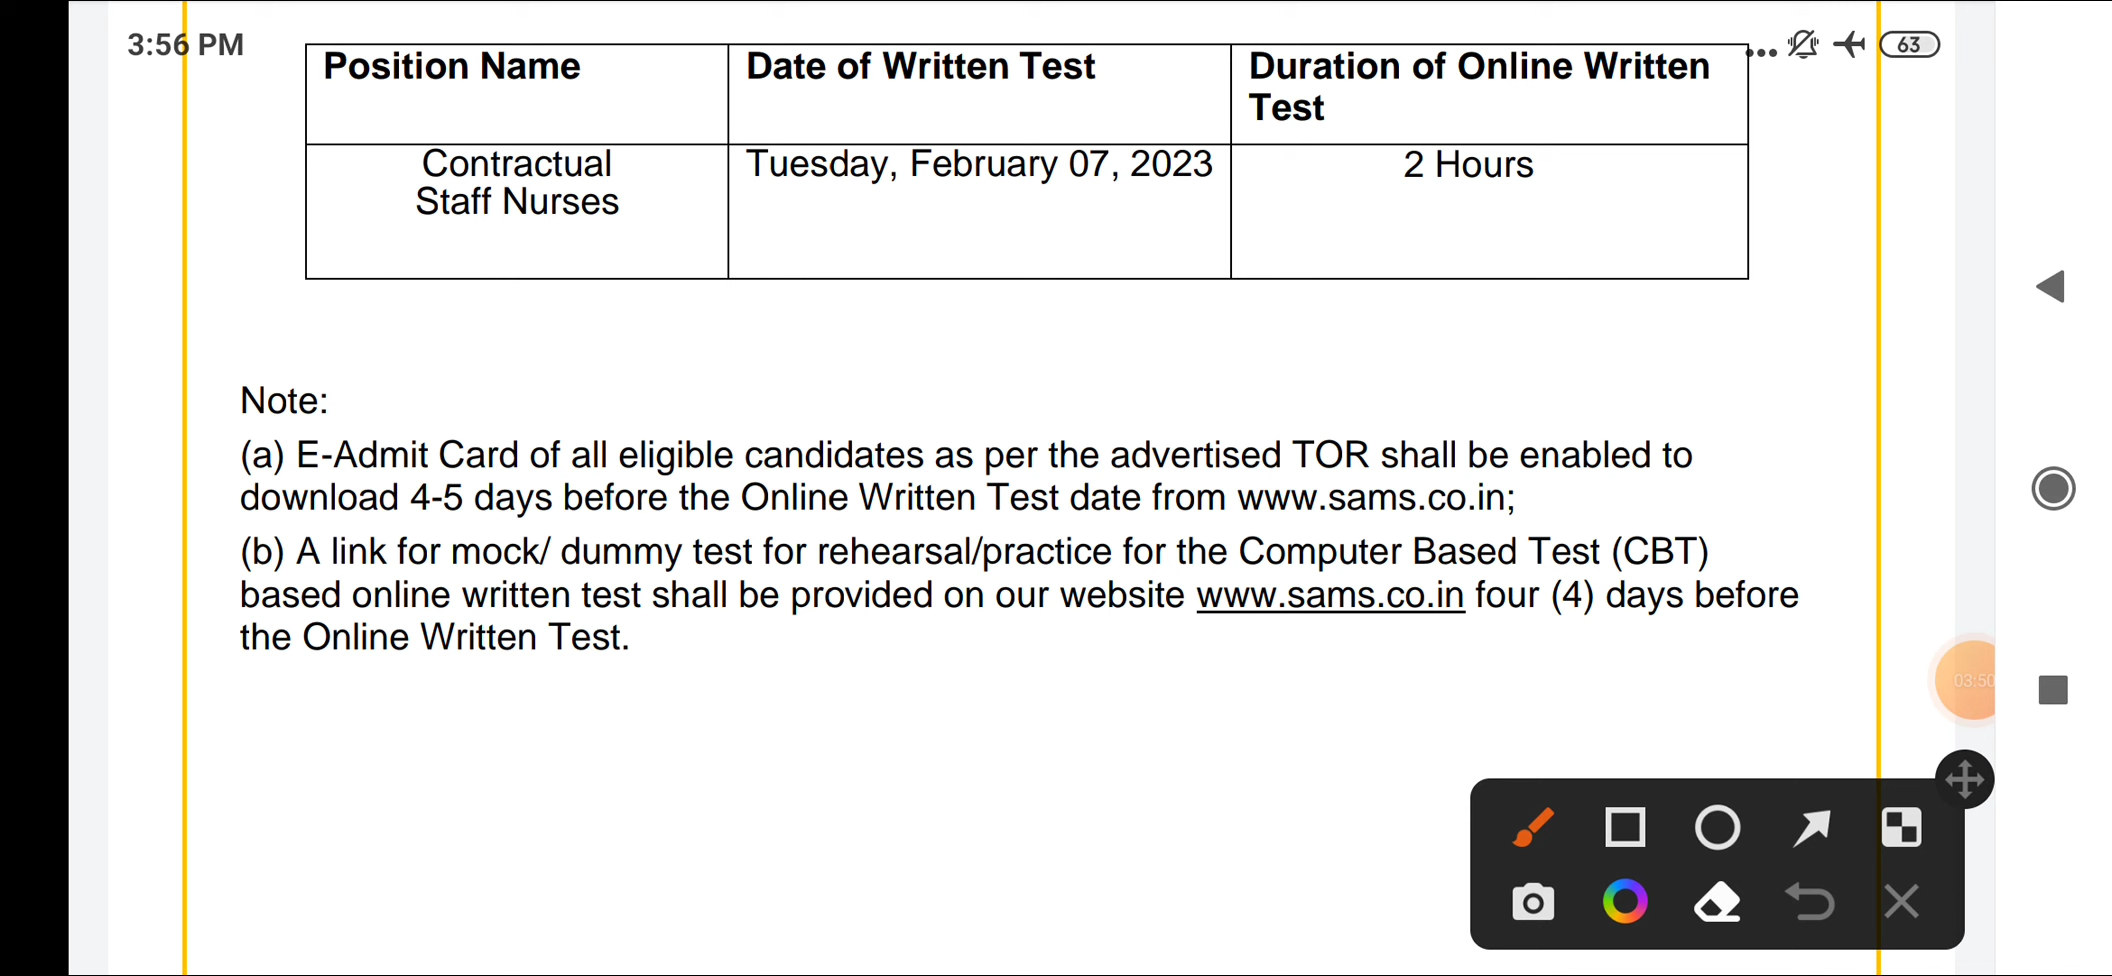 3:56 PM
63
Position Name
Date of Written Test
Duration of Online Written
Test
Contractual
Staff Nurses
Tuesday, February 07, 2023
2 Hours
Note:
(a) E-Admit Card of all eligible candidates as per the advertised TOR shall be enabled to
download 4-5 days before the Online Written Test date from www.sams.co.in;
(b) A link for mock/ dummy test for rehearsal/practice for the Computer Based Test (CBT)
based online written test shall be provided on our website www.sams.co.in four (4) days before
the Online Written Test.
03:50